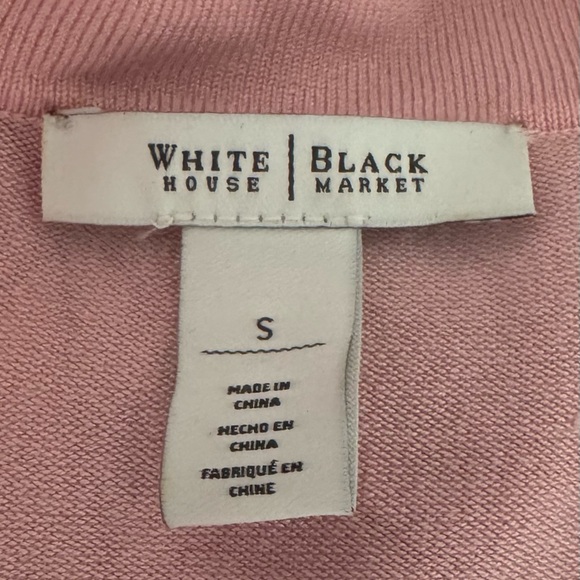 WHITE | BLACK
HOUSE | MARKET
S
MADE IN
CHINA
HECHO EN
CHINA
FABRIQUÉ EN
CHINE